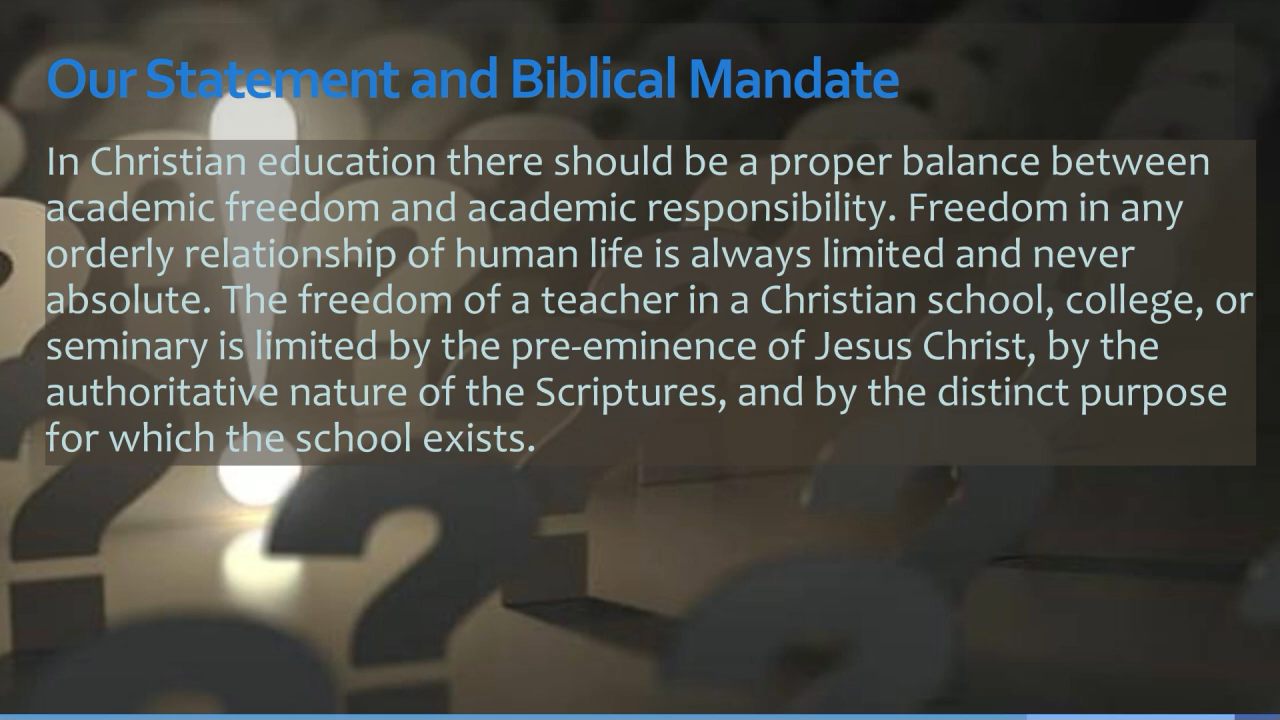 Our Statement and Biblical Mandate
In Christian education there should be a proper balance between
academic freedom and academic responsibility. Freedom in any
orderly relationship of human life is always limited and never
absolute. The freedom of a teacher in a Christian school, college, or
seminary is limited by the pre-eminence of Jesus Christ, by the
authoritative nature of the Scriptures, and by the distinct purpose
for which the school exists.